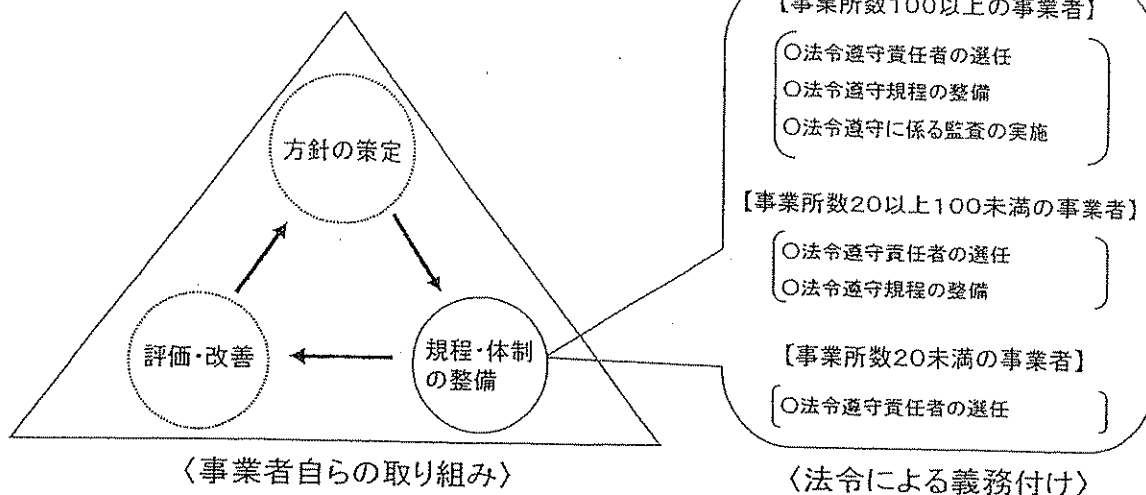 方針の策定
評価・改善
規程・体制
の整備
〈事業者自らの取り組み〉
【事業所数100以上の事業者】
〇法令遵守責任者の選任
〇法令遵守規程の整備
〇法令遵守に係る監査の実施
【事業所数20以上100未満の事業者】
〇法令遵守責任者の選任
〇法令遵守規程の整備
【事業所数20未満の事業者】
〇法令遵守責任者の選任
〈法令による義務付け〉